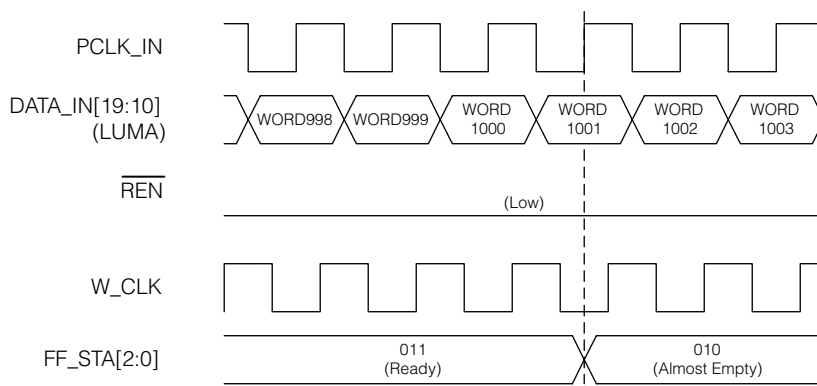 PCLK_IN
DATA_IN[19:10]
(LUMA)
WORD998
WORD999
WORD
1000
WORD
1001
WORD
1002
WORD
1003
REN
(Low)
W_CLK
FF_STA[2:0]
011
(Ready)
010
(Almost Empty)